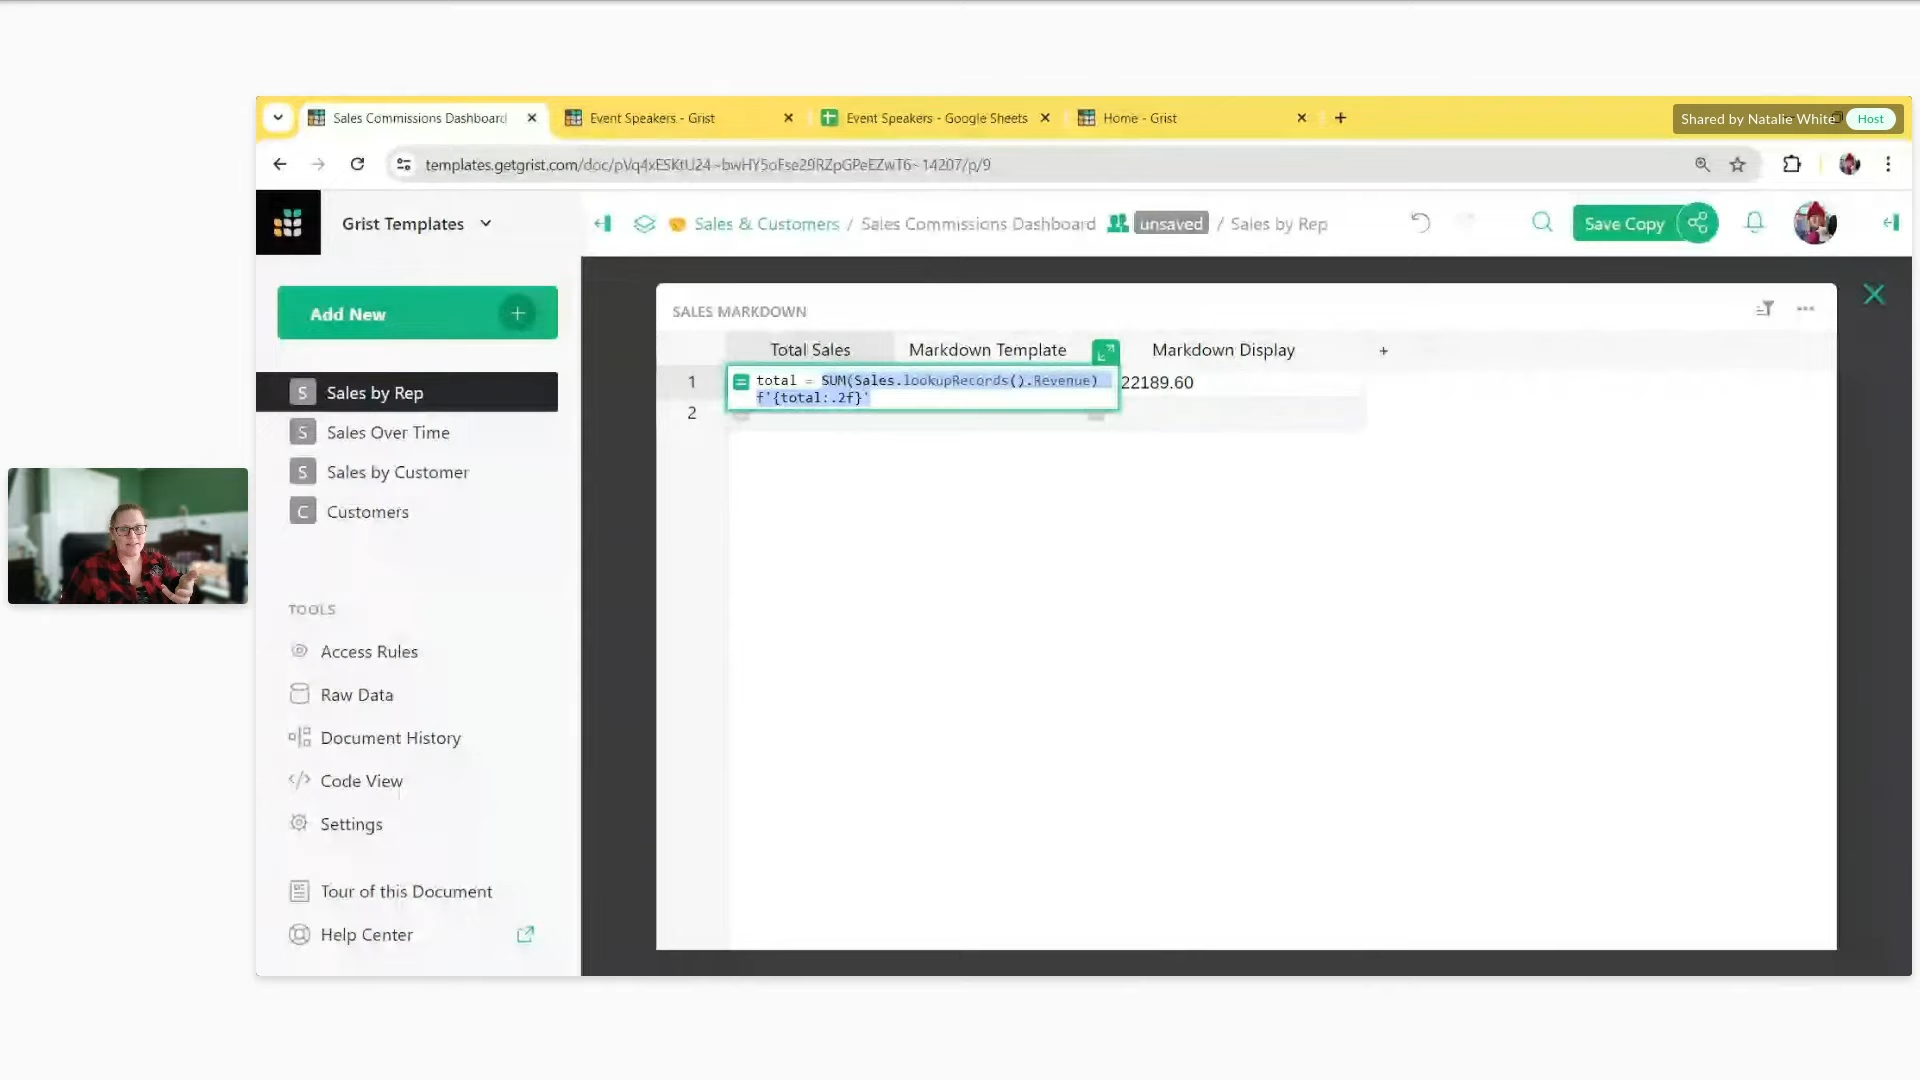 Sales Commissions Dashboard
Event Speakers - Grist
Event Speakers - Google Sheets
Home - Grist
Shared by Natalie White
Host
templates.getgrist.com/doc/pVq4xESKtU24~bwHY5oFse29RZpGPeEZwT6~14207/p/9
Grist Templates
Sales & Customers / Sales Commissions Dashboard unsaved / Sales by Rep
Save Copy
Add New +
S Sales by Rep
S Sales Over Time
S Sales by Customer
C Customers
TOOLS
Access Rules
Raw Data
Document History
</> Code View
Settings
Tour of this Document
Help Center
SALES MARKDOWN
Total Sales Markdown Template Markdown Display +
1 total = SUM(Sales.lookupRecords().Revenue) 22189.60
f'{total:.2f}'
2